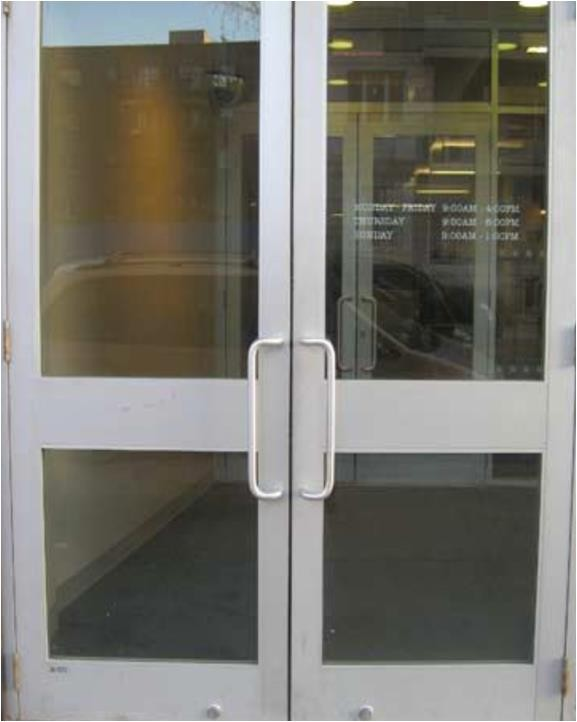 MONDAY - FRIDAY 9:00AM - 4:00PM
THURSDAY 9:00AM - 6:00PM
SUNDAY 9:00AM - 1:00PM